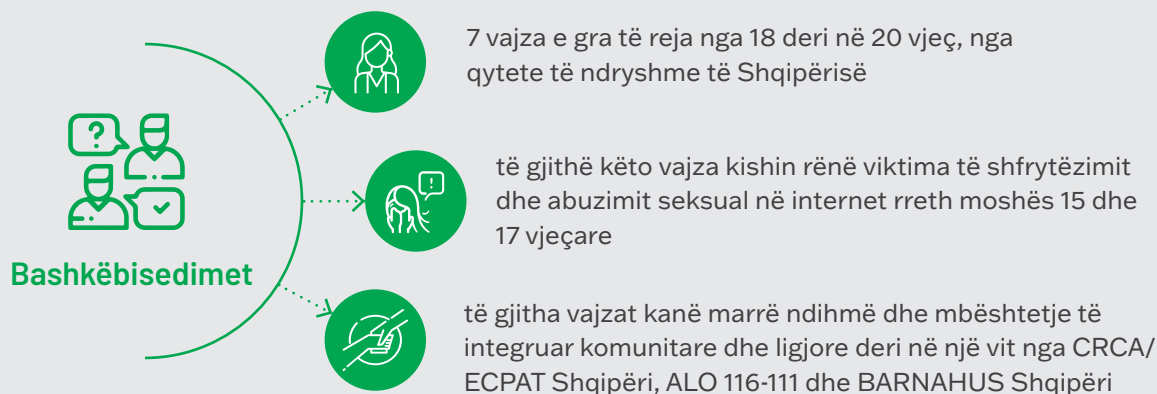 Bashkëbisedimet
7 vajza e gra të reja nga 18 deri në 20 vjeç, nga
qytete të ndryshme të Shqipërisë
të gjithë këto vajza kishin rënë viktima të shfrytëzimit
dhe abuzimit seksual në internet rreth moshës 15 dhe
17 vjeçare
të gjitha vajzat kanë marrë ndihmë dhe mbështetje të
integruar komunitare dhe ligjore deri në një vit nga CRCA/
ECPAT Shqipëri, ALO 116-111 dhe BARNAHUS Shqipëri